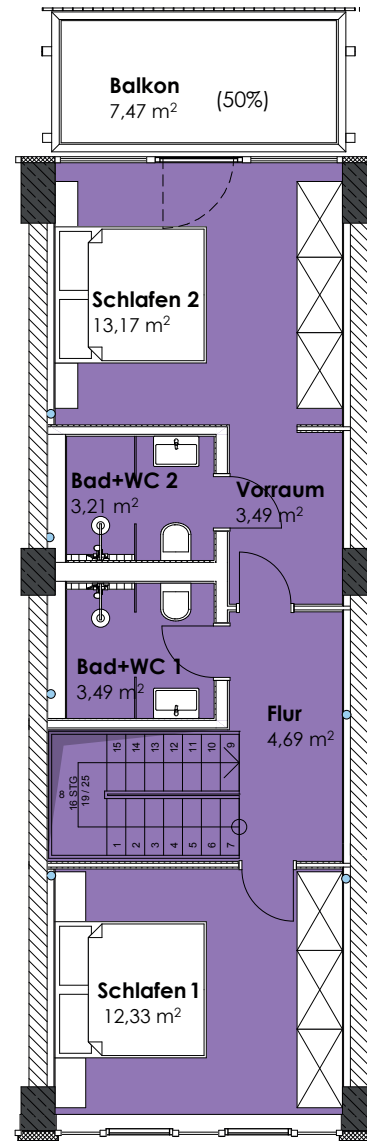 Balkon
7,47 m² (50%)
Schlafen 2
13,17 m²
Bad+WC 2
3,21 m²
Vorraum
3,49 m²
Bad+WC 1
3,49 m²
Flur
4,69 m²
15 14 13 12 11 10 9
8
16 STG
19 / 25
1 2 3 4 5 6 7
Schlafen 1
12,33 m²